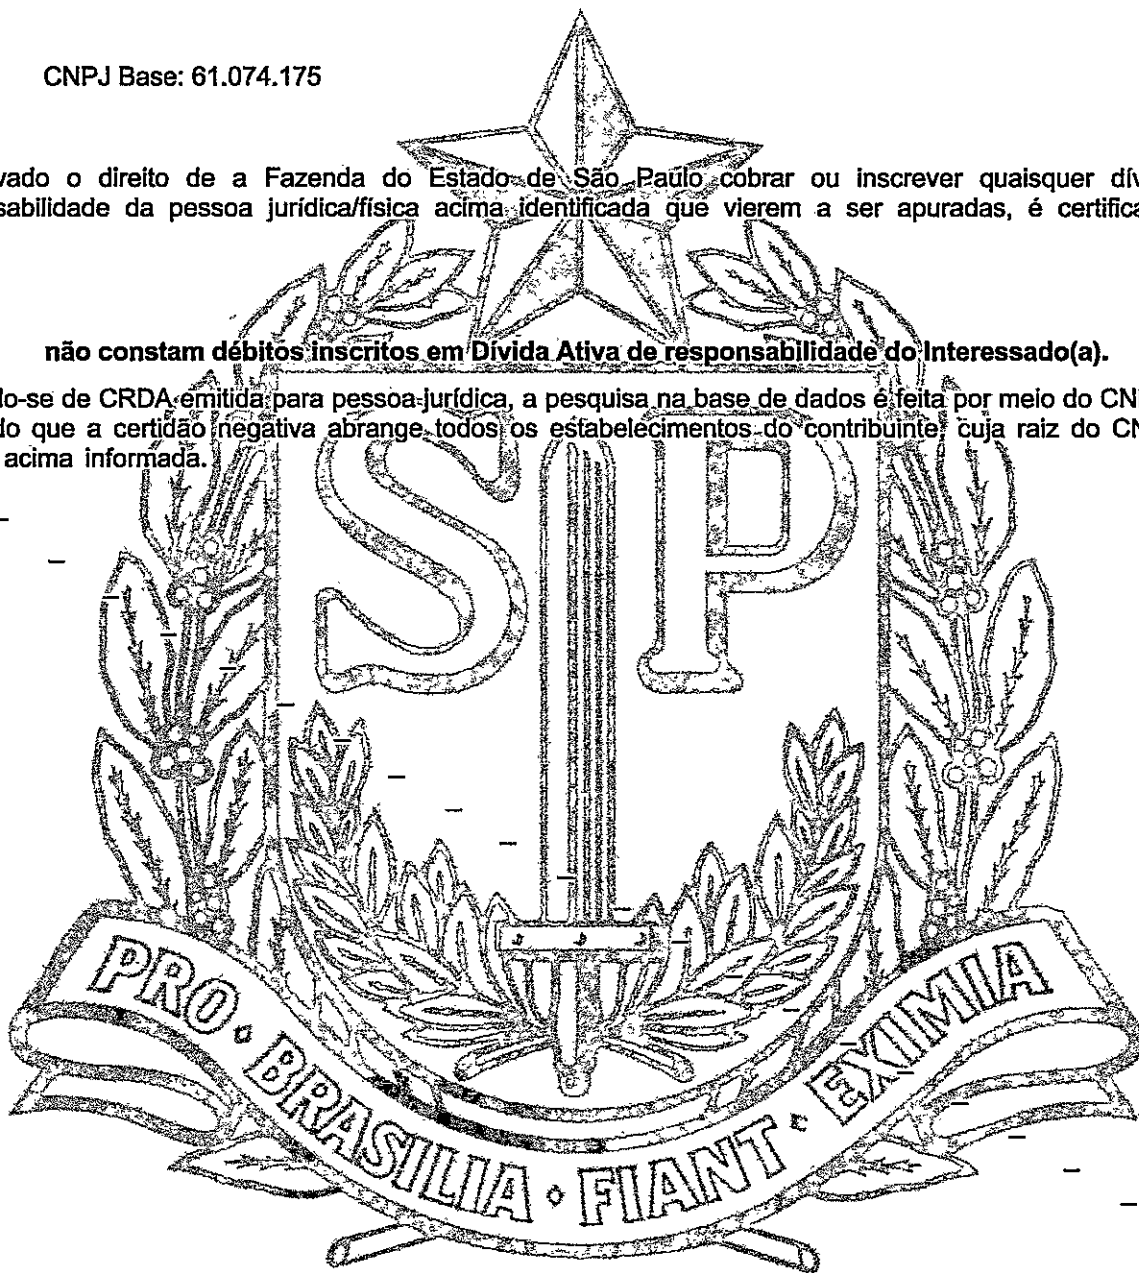 CNPJ Base: 61.074.175
vado o direito de a Fazenda do Estado de São Paulo cobrar ou inscrever quaisquer dív
sabilidade da pessoa jurídica/física acima identificada que vierem a ser apuradas, é certifica
não constam débitos inscritos em Dívida Ativa de responsabilidade do Interessado(a).
lo-se de CRDA emitida para pessoa jurídica, a pesquisa na base de dados é feita por meio do CN
do que a certidão negativa abrange todos os estabelecimentos do contribuinte, cuja raiz do CN
acima informada.
SP
PRO • BRASILIA • FIANT • EXIMIA